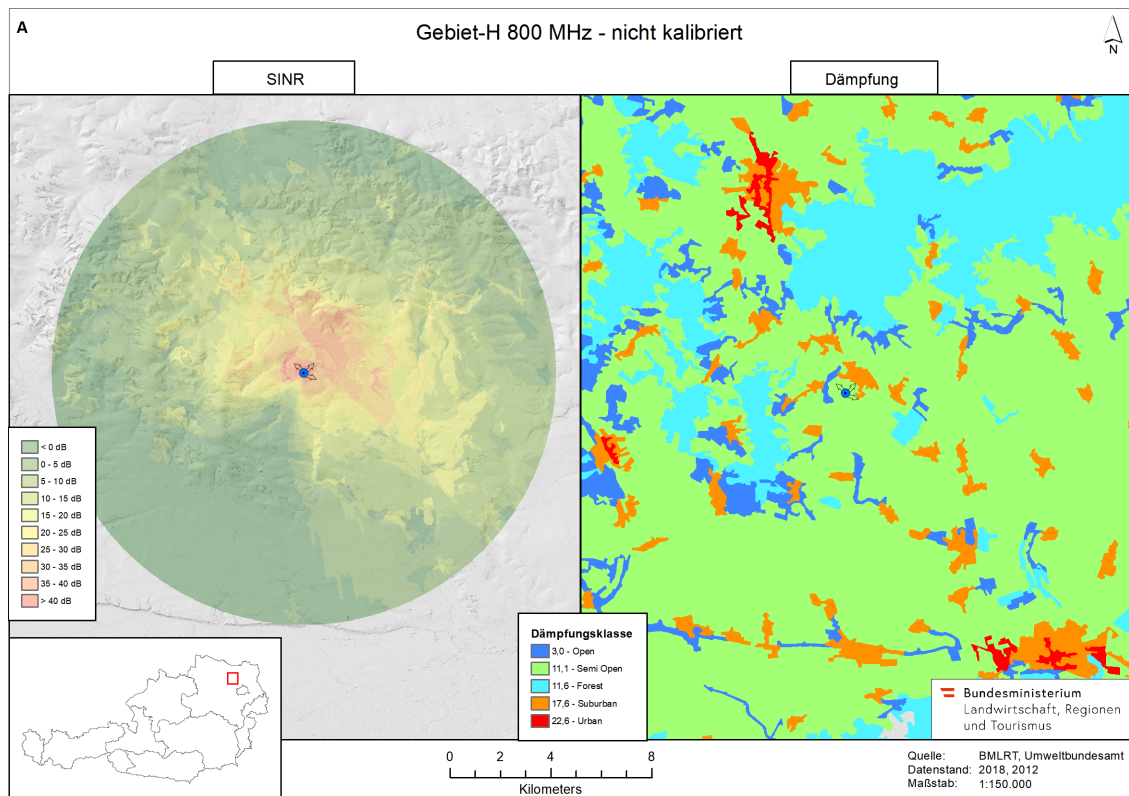 A
Gebiet-H 800 MHz - nicht kalibriert
N
SINR
Dämpfung
< 0 dB
0 - 5 dB
5 - 10 dB
10 - 15 dB
15 - 20 dB
20 - 25 dB
25 - 30 dB
30 - 35 dB
35 - 40 dB
> 40 dB
Dämpfungsklasse
3,0 - Open
11,1 - Semi Open
11,6 - Forest
17,6 - Suburban
22,6 - Urban
Bundesministerium
Landwirtschaft, Regionen
und Tourismus
0 2 4 8
Kilometers
Quelle: BMLRT, Umweltbundesamt
Datenstand: 2018, 2012
Maßstab: 1:150.000